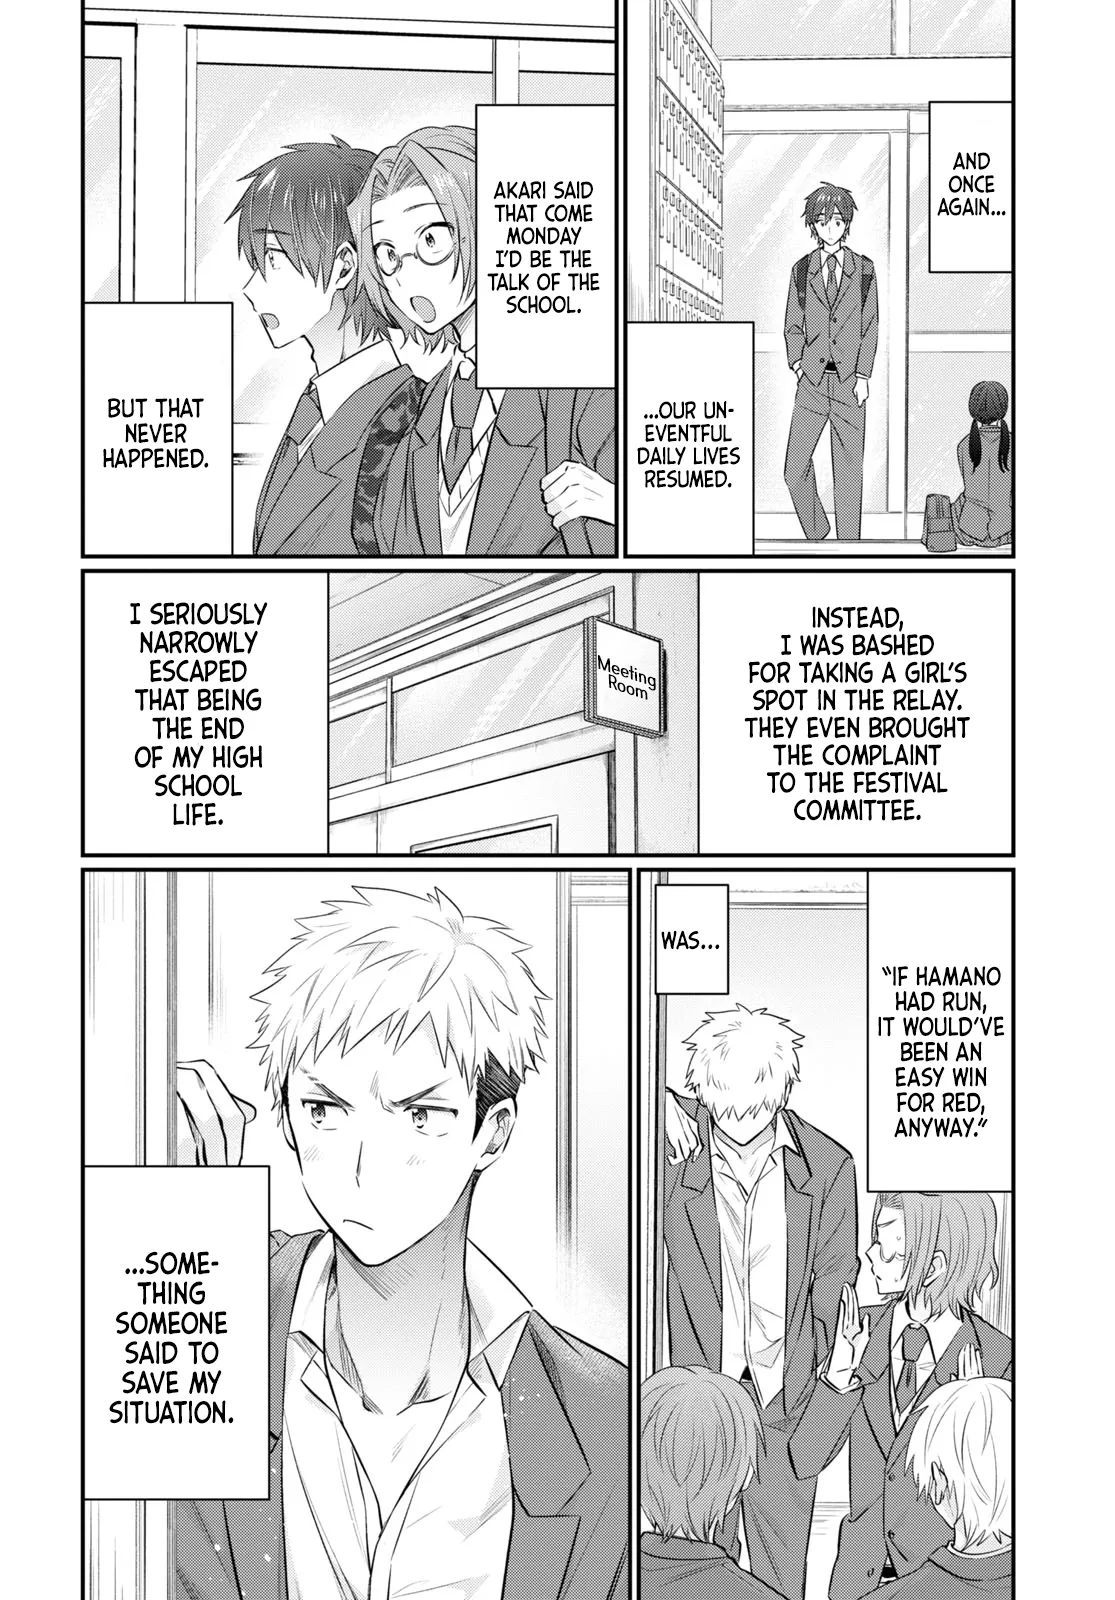 AND
ONCE
AGAIN...
...OUR UN-
EVENTFUL
DAILY LIVES
RESUMED.
AKARI SAID
THAT COME
MONDAY
I'D BE THE
TALK OF THE
SCHOOL.
BUT THAT
NEVER
HAPPENED.
INSTEAD,
I WAS BASHED
FOR TAKING A GIRL'S
SPOT IN THE RELAY.
THEY EVEN BROUGHT
THE COMPLAINT
TO THE FESTIVAL
COMMITTEE.
Meeting
Room
I SERIOUSLY
NARROWLY
ESCAPED
THAT BEING
THE END
OF MY HIGH
SCHOOL
LIFE.
"IF HAMANO
HAD RUN,
IT WOULD'VE
BEEN AN
EASY WIN
FOR RED,
ANYWAY."
WAS...
...SOME-
THING
SOMEONE
SAID TO
SAVE MY
SITUATION.